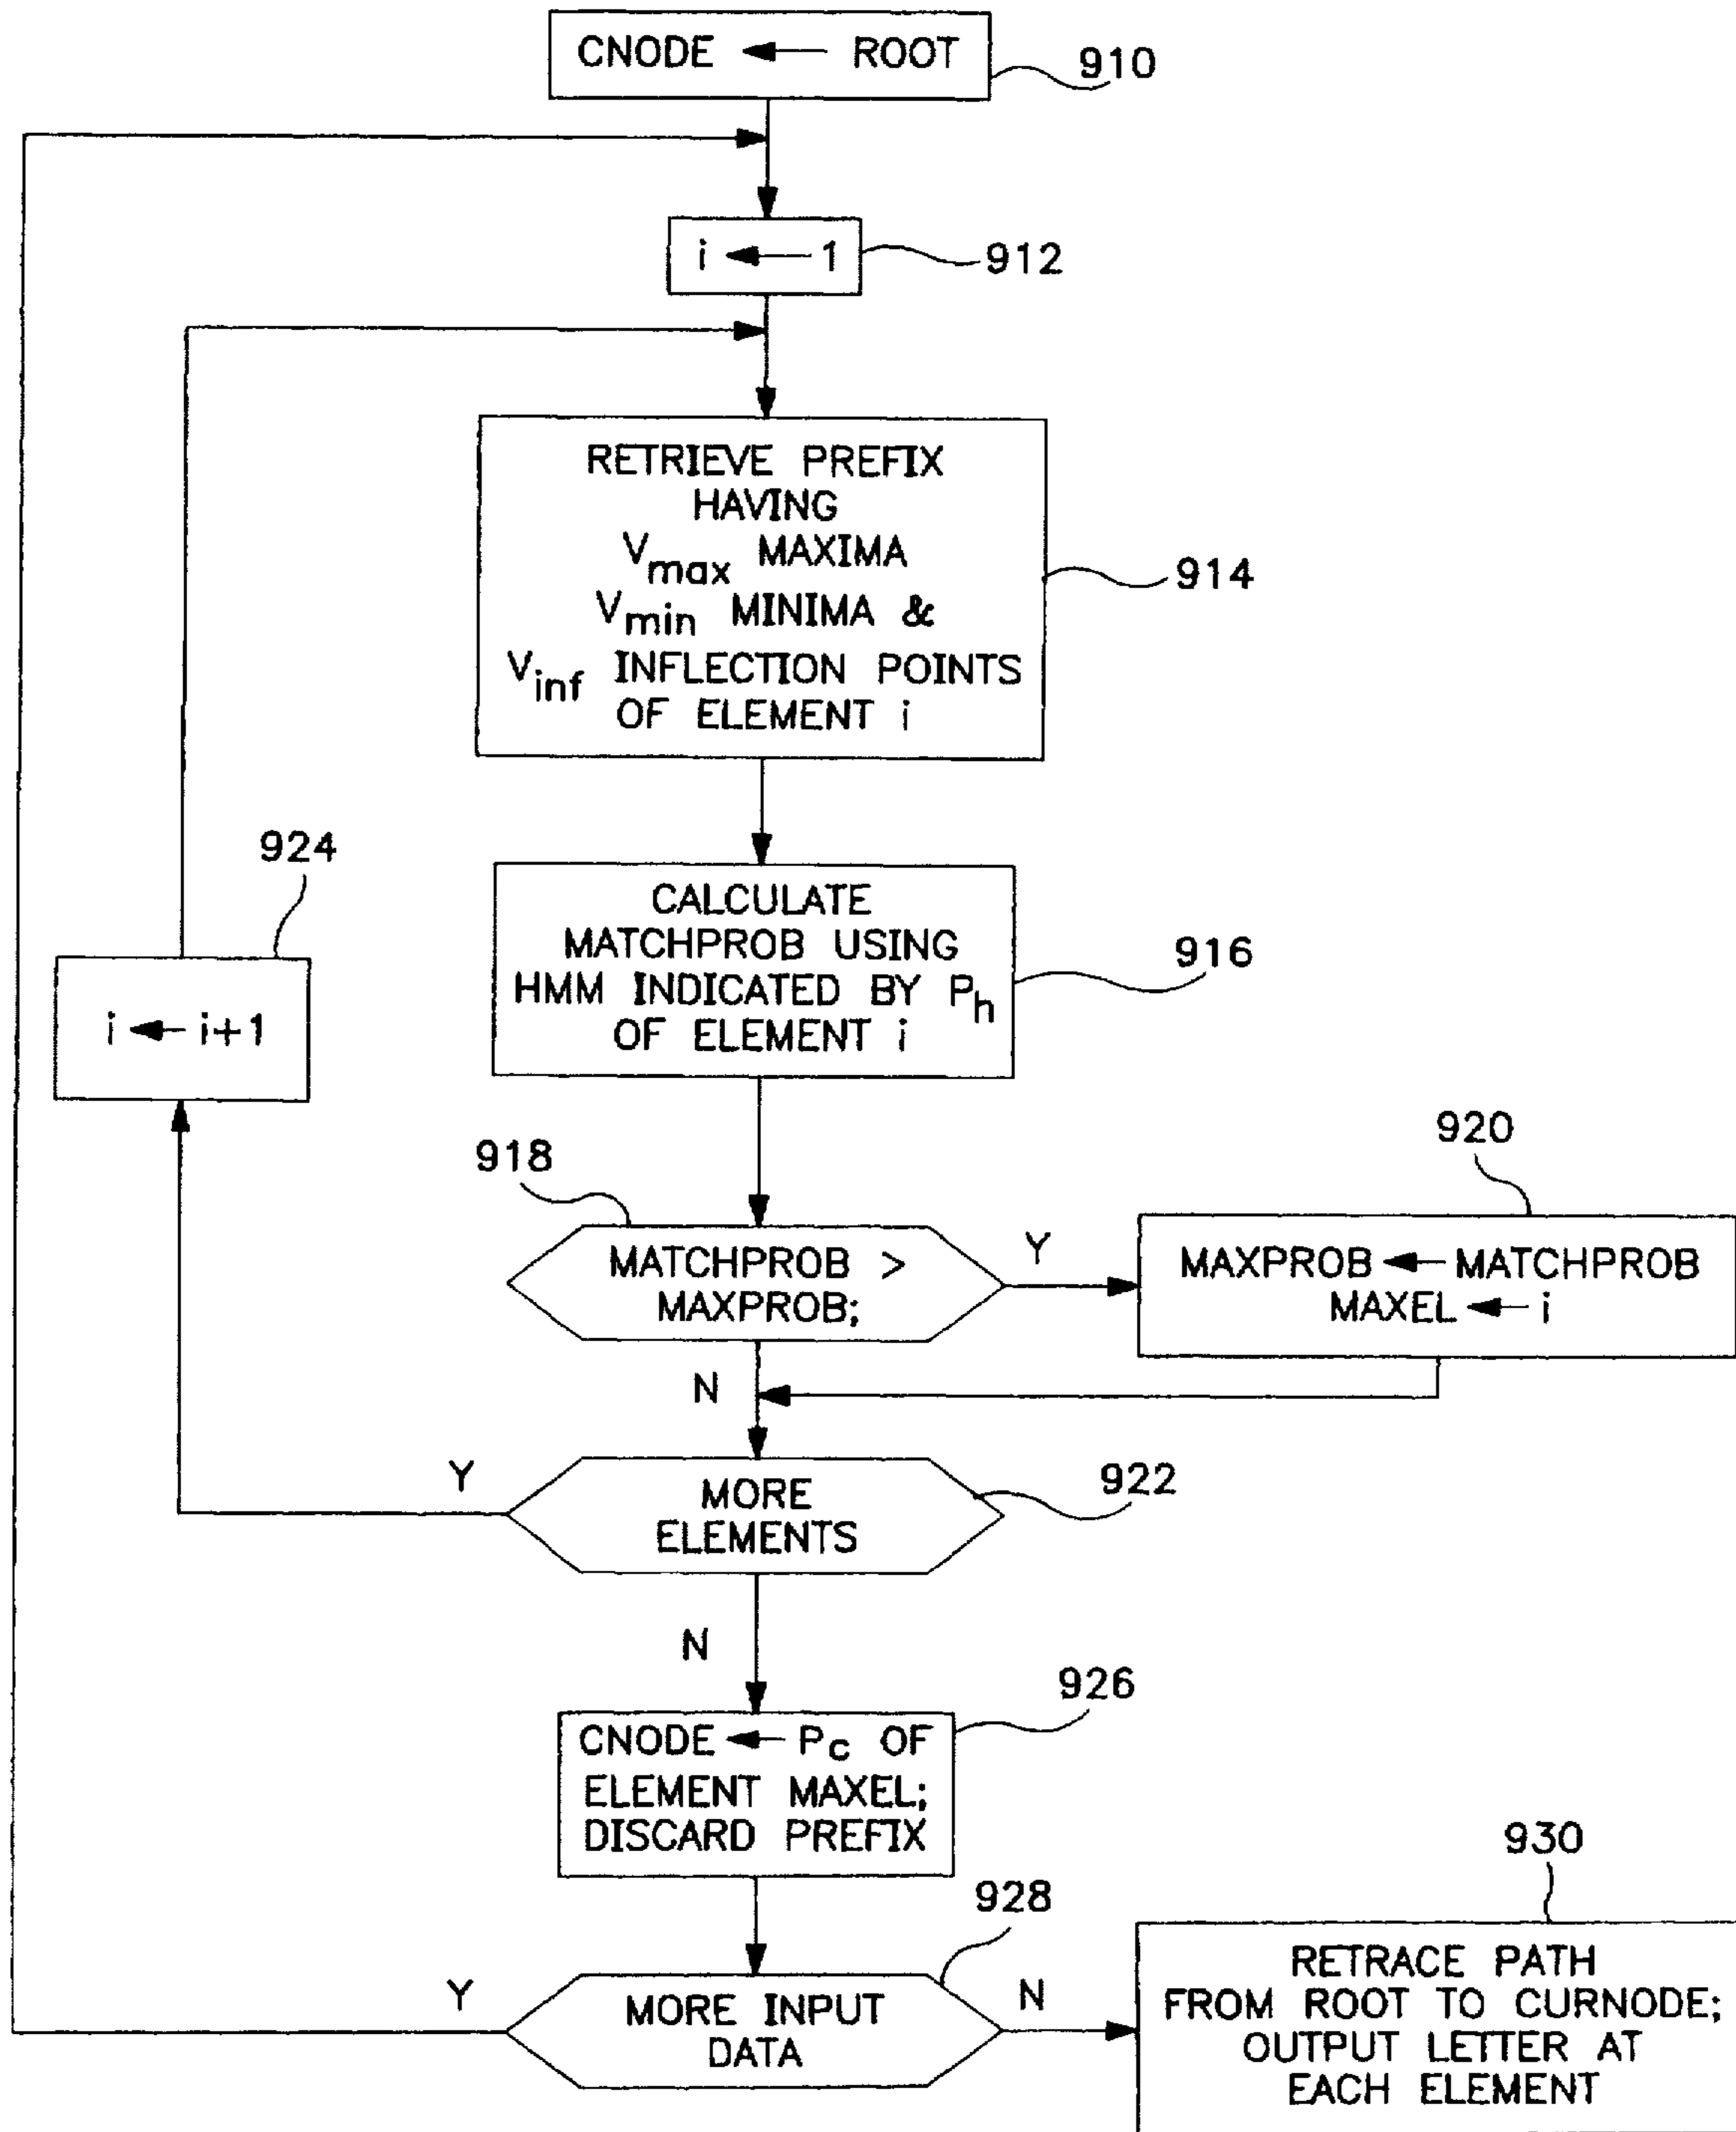 CNODE ← ROOT
910
i ← 1
912
RETRIEVE PREFIX
HAVING
Vmax MAXIMA
Vmin MINIMA &
Vinf INFLECTION POINTS
OF ELEMENT i
914
924
i ← i+1
CALCULATE
MATCHPROB USING
HMM INDICATED BY Ph
OF ELEMENT i
916
918
MATCHPROB >
MAXPROB;
Y
N
920
MAXPROB ← MATCHPROB
MAXEL ← i
Y
MORE
ELEMENTS
922
N
926
CNODE ← Pc OF
ELEMENT MAXEL;
DISCARD PREFIX
928
Y
MORE INPUT
DATA
N
930
RETRACE PATH
FROM ROOT TO CURNODE;
OUTPUT LETTER AT
EACH ELEMENT